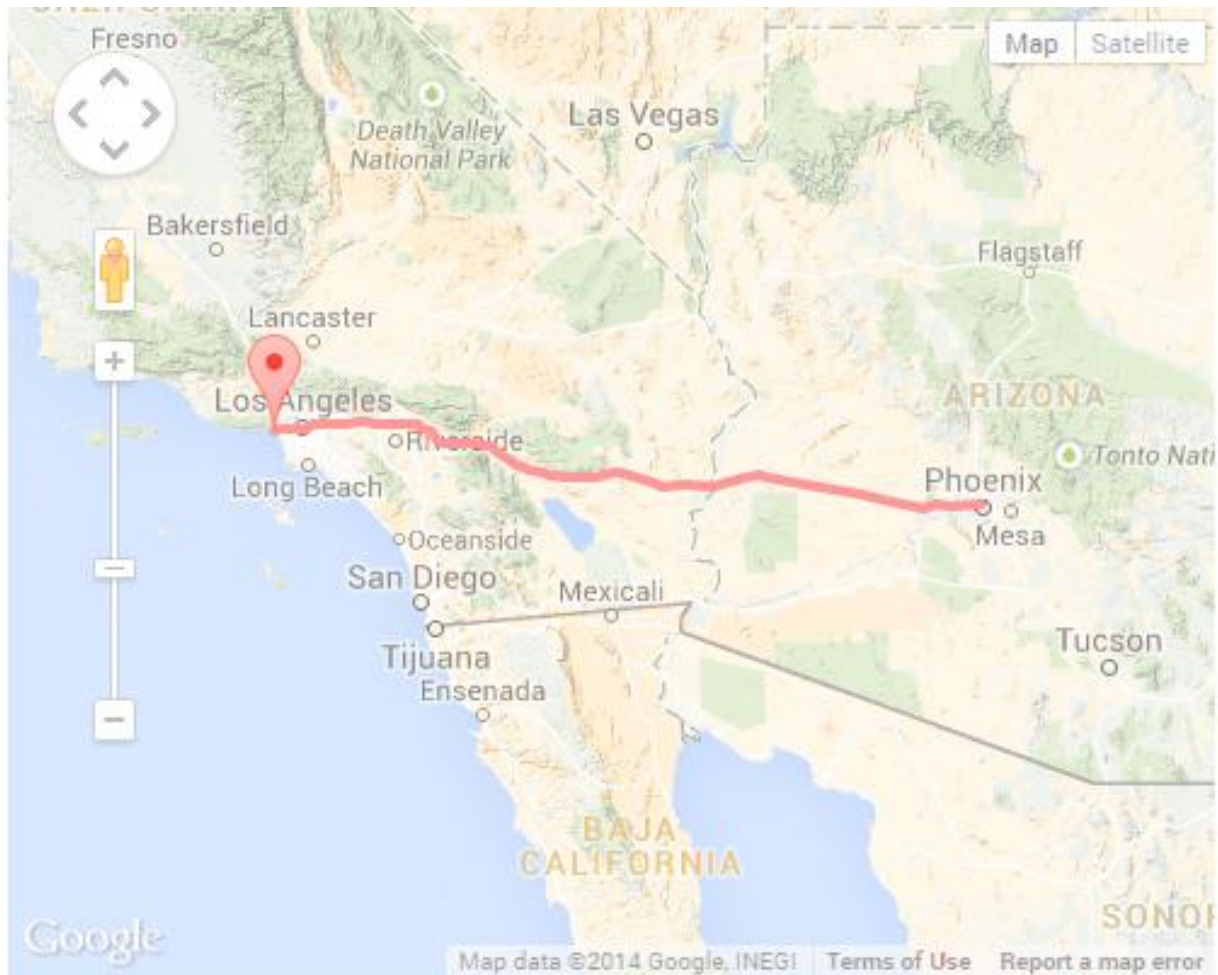 Fresno
Map
Satellite
Las Vegas
Death Valley
National Park
Bakersfield
Flagstaff
Lancaster
Los Angeles
ARIZONA
Riverside
Tonto Nati
Phoenix
Long Beach
Mesa
Oceanside
San Diego
Mexicali
Tijuana
Tucson
Ensenada
BAJA
CALIFORNIA
SONO
Google
Map data ©2014 Google, INEGI
Terms of Use
Report a map error